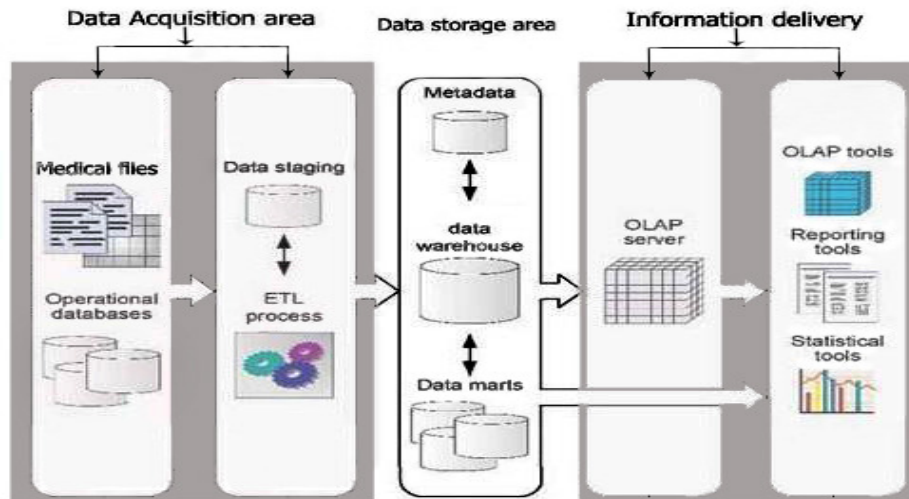 Data Acquisition area
Data storage area
Information delivery
Medical files
Operational
databases
Data staging
ETL
process
Metadata
data
warehouse
Data marts
OLAP
server
OLAP tools
Reporting
tools
Statistical
tools